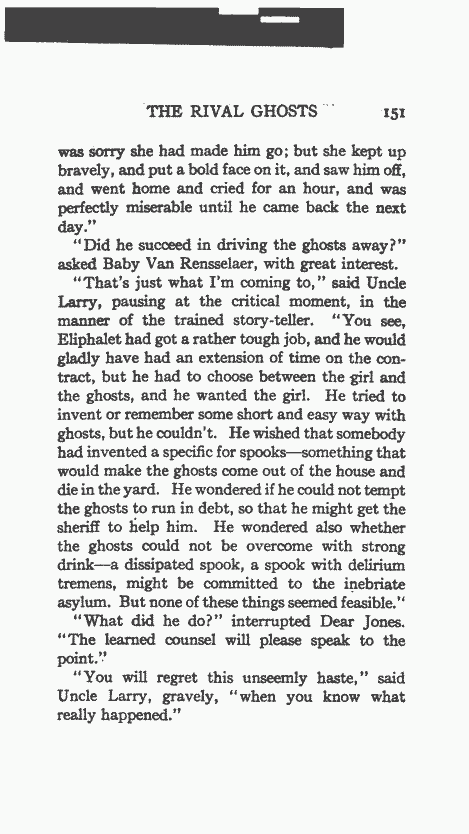 THE RIVAL GHOSTS 151
was sorry she had made him go; but she kept up
bravely, and put a bold face on it, and saw him off,
and went home and cried for an hour, and was
perfectly miserable until he came back the next
day."
"Did he succeed in driving the ghosts away?"
asked Baby Van Rensselaer, with great interest.
"That's just what I'm coming to," said Uncle
Larry, pausing at the critical moment, in the
manner of the trained story-teller. "You see,
Eliphalet had got a rather tough job, and he would
gladly have had an extension of time on the con-
tract, but he had to choose between the girl and
the ghosts, and he wanted the girl. He tried to
invent or remember some short and easy way with
ghosts, but he couldn't. He wished that somebody
had invented a specific for spooks—something that
would make the ghosts come out of the house and
die in the yard. He wondered if he could not tempt
the ghosts to run in debt, so that he might get the
sheriff to help him. He wondered also whether
the ghosts could not be overcome with strong
drink—a dissipated spook, a spook with delirium
tremens, might be committed to the inebriate
asylum. But none of these things seemed feasible."
"What did he do?" interrupted Dear Jones.
"The learned counsel will please speak to the
point."
"You will regret this unseemly haste," said
Uncle Larry, gravely, "when you know what
really happened."